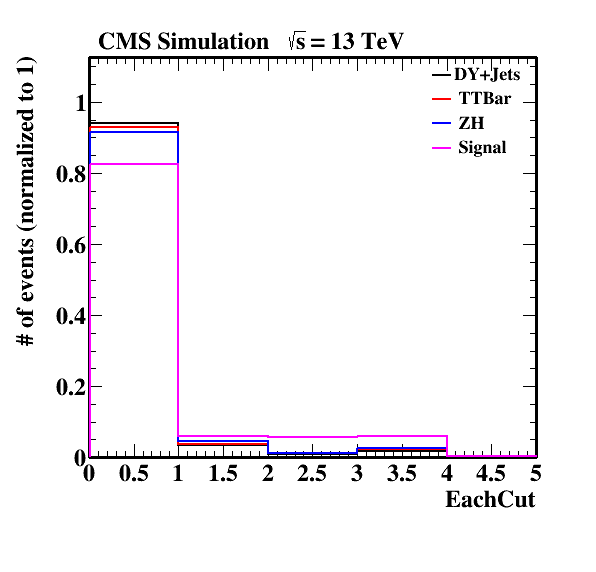 CMS Simulation √s = 13 TeV
# of events (normalized to 1)
DY+Jets
TTBar
ZH
Signal
1
0.8
0.6
0.4
0.2
0
0 0.5 1 1.5 2 2.5 3 3.5 4 4.5 5
EachCut